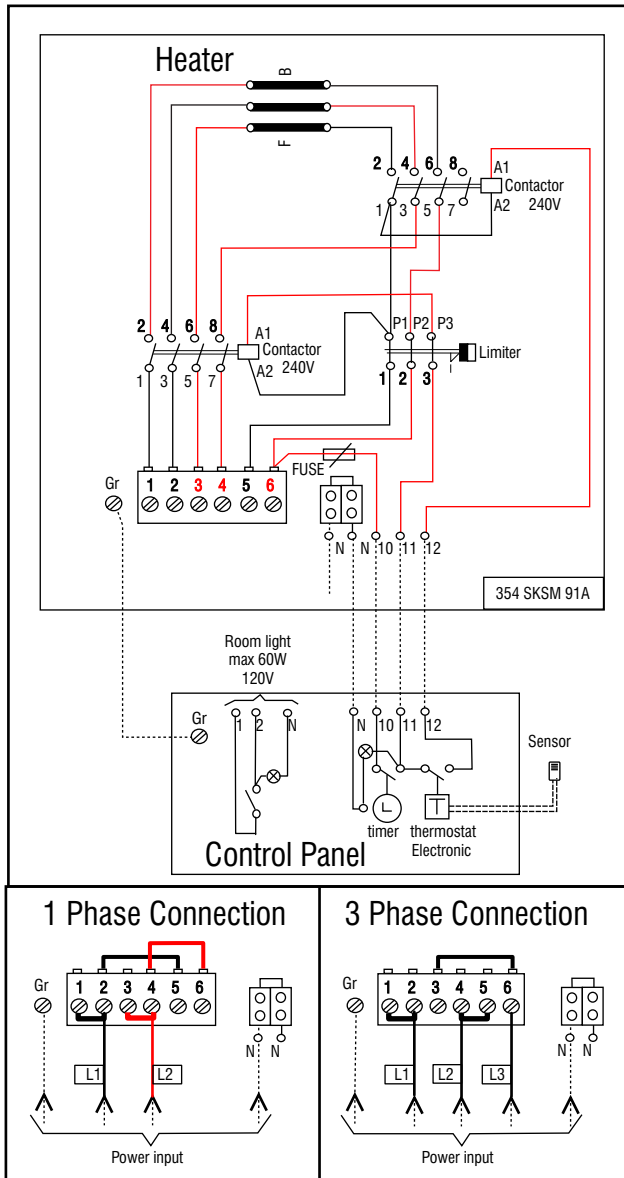 Heater
B
F
2 4 6 8
A1
Contactor
240V
A2
1 3 5 7
2 4 6 8
A1
Contactor
240V
A2
1 3 5 7
P1 P2 P3
Limiter
1 2 3
FUSE
Gr
1 2 3 4 5 6
N N 10 11 12
354 SKSM 91A
Room light
max 60W
120V
Gr
1 2 N
N 10 11 12
Sensor
T
timer
thermostat
Electronic
Control Panel
1 Phase Connection
Gr
1 2 3 4 5 6
N N
L1 L2
Power input
3 Phase Connection
Gr
1 2 3 4 5 6
N N
L1 L2 L3
Power input